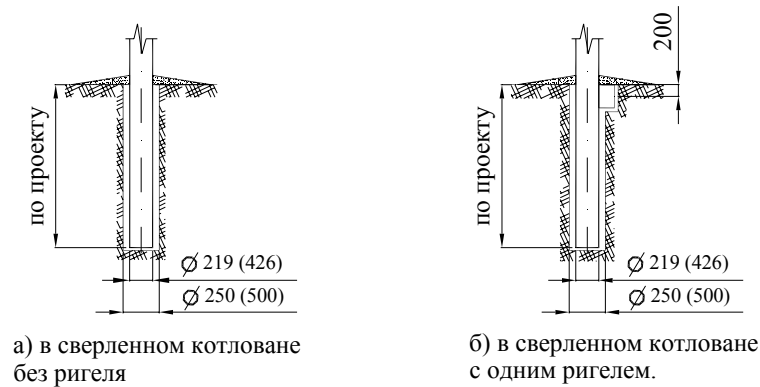 200
по проекту
по проекту
Ø 219 (426)
Ø 250 (500)
Ø 219 (426)
Ø 250 (500)
а) в сверленном котловане
без ригеля
б) в сверленном котловане
с одним ригелем.